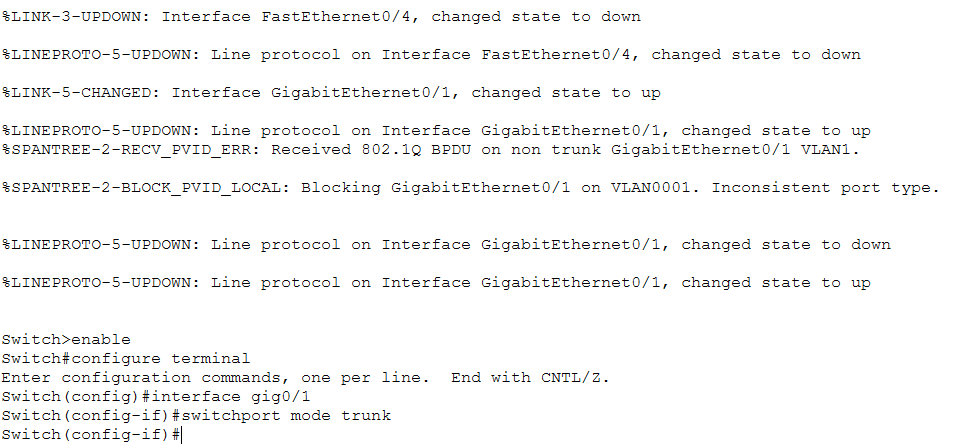 %LINK-3-UPDOWN: Interface FastEthernet0/4, changed state to down
%LINEPROTO-5-UPDOWN: Line protocol on Interface FastEthernet0/4, changed state to down
%LINK-5-CHANGED: Interface GigabitEthernet0/1, changed state to up
%LINEPROTO-5-UPDOWN: Line protocol on Interface GigabitEthernet0/1, changed state to up
%SPANTREE-2-RECV_PVID_ERR: Received 802.1Q BPDU on non trunk GigabitEthernet0/1 VLAN1.
%SPANTREE-2-BLOCK_PVID_LOCAL: Blocking GigabitEthernet0/1 on VLAN0001. Inconsistent port type.
%LINEPROTO-5-UPDOWN: Line protocol on Interface GigabitEthernet0/1, changed state to down
%LINEPROTO-5-UPDOWN: Line protocol on Interface GigabitEthernet0/1, changed state to up
Switch>enable
Switch#configure terminal
Enter configuration commands, one per line.  End with CNTL/Z.
Switch(config)#interface gig0/1
Switch(config-if)#switchport mode trunk
Switch(config-if)#